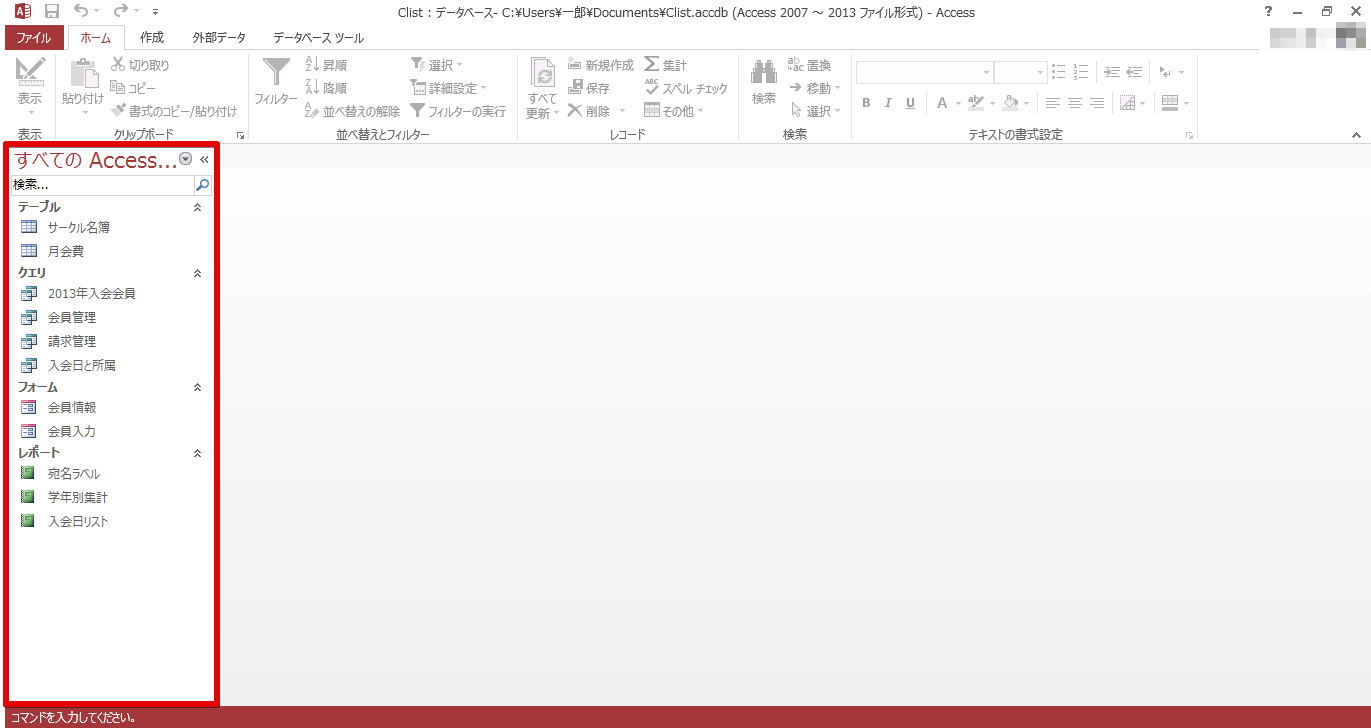 Clist : データベース- C:¥Users¥一郎¥Documents¥Clist.accdb (Access 2007 ～ 2013 ファイル形式) - Access
ファイル ホーム 作成 外部データ データベース ツール
表示
表示
貼り付け
切り取り
コピー
書式のコピー/貼り付け
クリップボード
フィルター
昇順
降順
並べ替えの解除
選択
詳細設定
フィルターの実行
並べ替えとフィルター
すべて
更新
新規作成
保存
削除
集計
スペル チェック
その他
レコード
検索
置換
移動
選択
検索
B I U A
テキストの書式設定
すべての Access...
検索...
テーブル
サークル名簿
月会費
クエリ
2013年入会会員
会員管理
請求管理
入会日と所属
フォーム
会員情報
会員入力
レポート
宛名ラベル
学年別集計
入会日リスト
コマンドを入力してください。